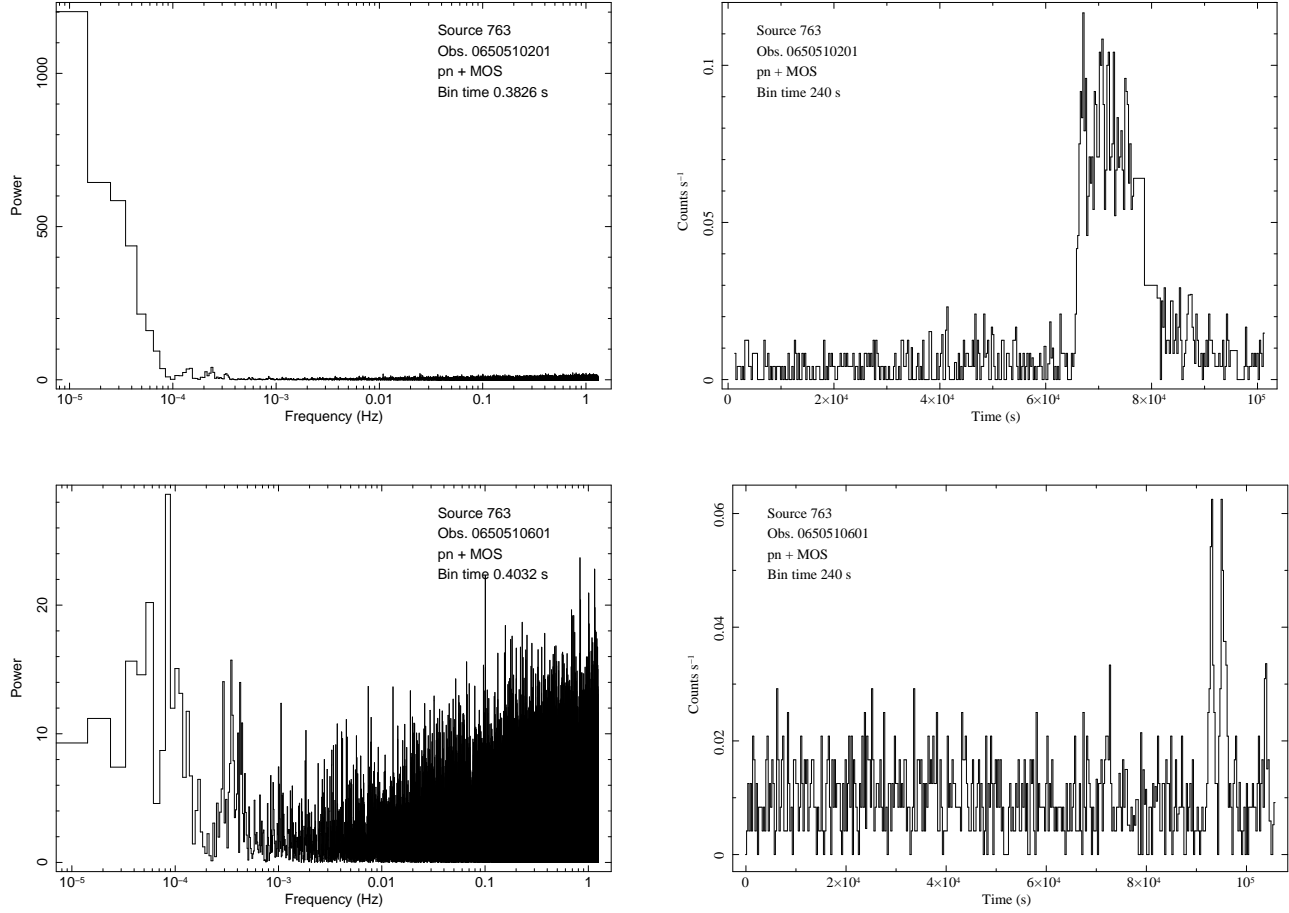 Source 763
Obs. 0650510201
pn + MOS
Bin time 0.3826 s
Power
0
500
1000
10⁻⁵
10⁻⁴
10⁻³
0.01
0.1
1
Frequency (Hz)
Source 763
Obs. 0650510201
pn + MOS
Bin time 240 s
Counts s⁻¹
0
0.05
0.1
0
2×10⁴
4×10⁴
6×10⁴
8×10⁴
10⁵
Time (s)
Source 763
Obs. 0650510601
pn + MOS
Bin time 0.4032 s
Power
0
10
20
10⁻⁵
10⁻⁴
10⁻³
0.01
0.1
1
Frequency (Hz)
Source 763
Obs. 0650510601
pn + MOS
Bin time 240 s
Counts s⁻¹
0
0.02
0.04
0.06
0
2×10⁴
4×10⁴
6×10⁴
8×10⁴
10⁵
Time (s)